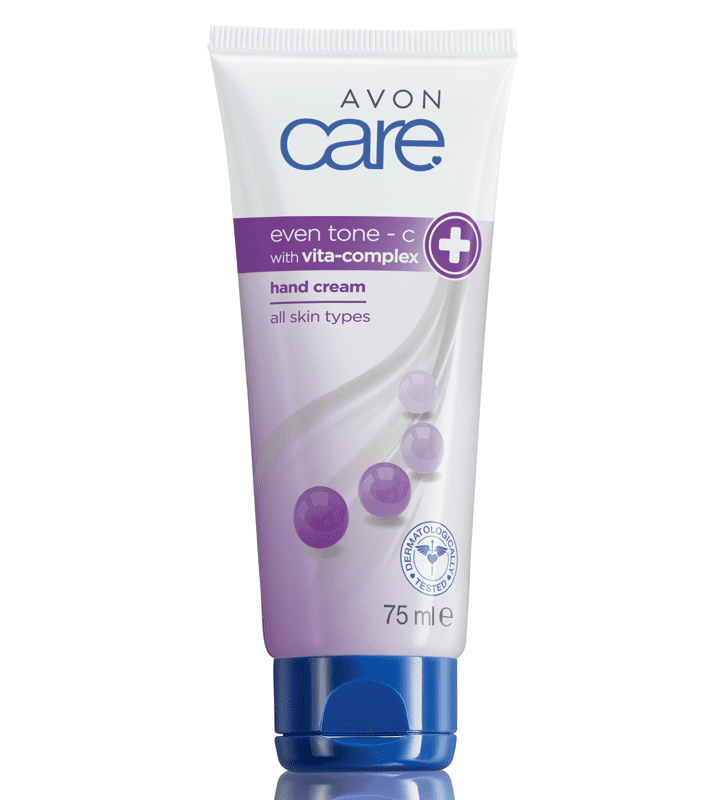 AVON
care
even tone - c
with vita-complex
hand cream
all skin types
DERMATOLOGICALLY
TESTED
75 ml e